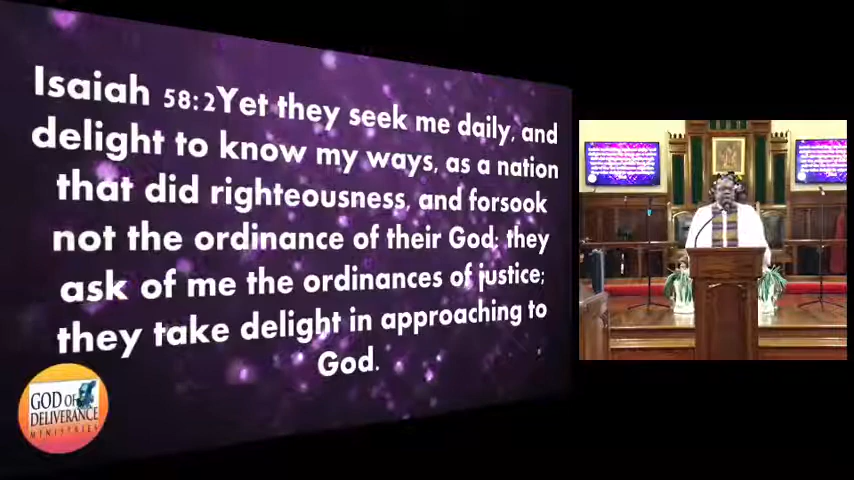 Isaiah 58:2Yet they seek me daily, and
delight to know my ways, as a nation
that did righteousness, and forsook
not the ordinance of their God: they
ask of me the ordinances of justice;
they take delight in approaching to
God.
GOD OF
DELIVERANCE
MINISTRIES